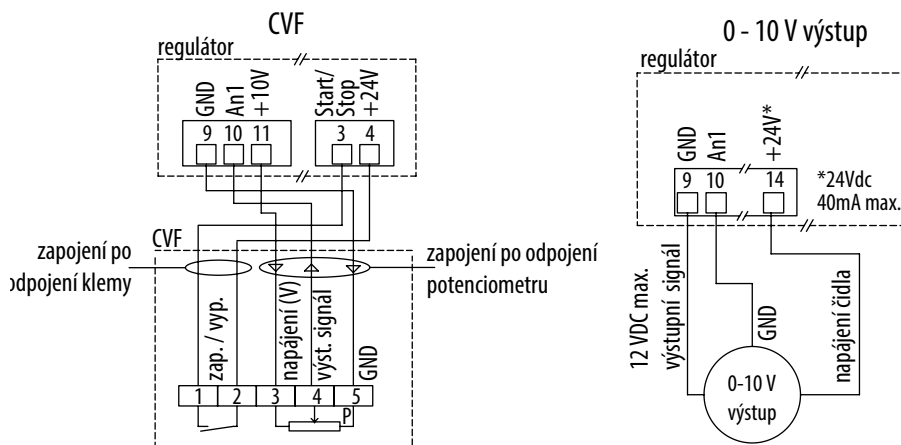 CVF
regulátor
GND
An1
+10V
Start/
Stop
+24V
9
10
11
3
4
zapojení po
odpojení klemy
CVF
zapojení po odpojení
potenciometru
zap. / vyp.
napájení (V)
výst. signál
GND
1
2
3
4
5
P
0 - 10 V výstup
regulátor
GND
An1
+24V*
9
10
14
*24Vdc
40mA max.
12 VDC max.
výstupní signál
GND
napájení čidla
0-10 V
výstup